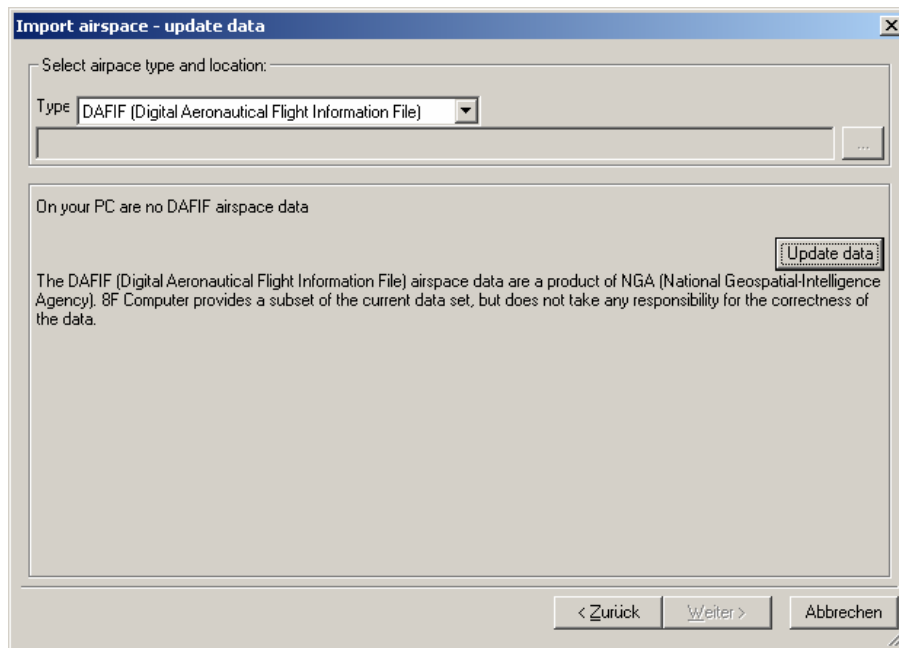 Import airspace - update data
Select airpace type and location:
Type DAFIF (Digital Aeronautical Flight Information File)
...
On your PC are no DAFIF airspace data
Update data
The DAFIF (Digital Aeronautical Flight Information File) airspace data are a product of NGA (National Geospatial-Intelligence
Agency). 8F Computer provides a subset of the current data set, but does not take any responsibility for the correctness of
the data.
< Zurück Weiter > Abbrechen